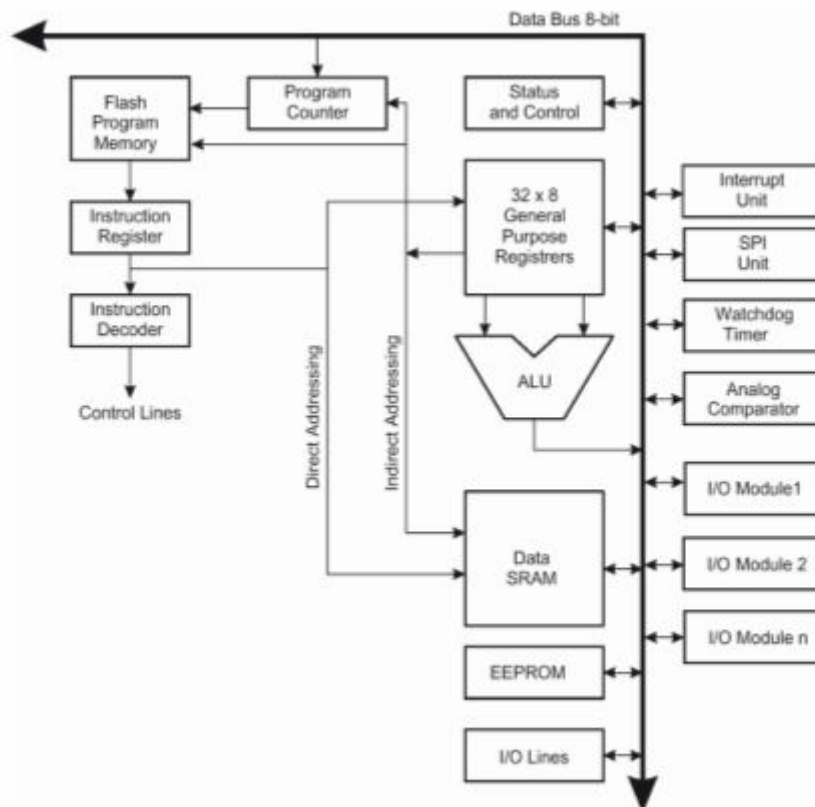 Data Bus 8-bit
Flash
Program
Memory
Program
Counter
Status
and Control
32 x 8
General
Purpose
Registrers
Interrupt
Unit
Instruction
Register
SPI
Unit
Instruction
Decoder
Watchdog
Timer
ALU
Analog
Comparator
Control Lines
Direct Addressing
Indirect Addressing
I/O Module1
Data
SRAM
I/O Module 2
I/O Module n
EEPROM
I/O Lines